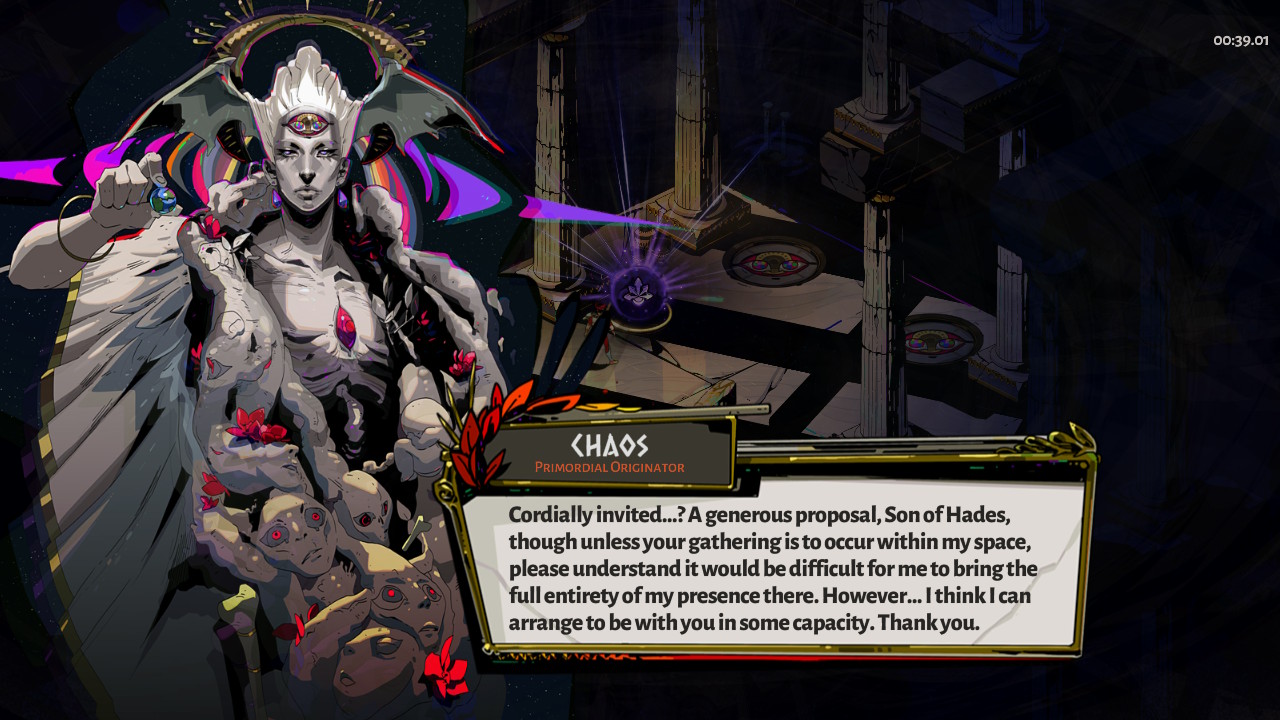 00:39.01
CHAOS
Primordial Originator
Cordially invited...? A generous proposal, Son of Hades,
though unless your gathering is to occur within my space,
please understand it would be difficult for me to bring the
full entirety of my presence there. However... I think I can
arrange to be with you in some capacity. Thank you.